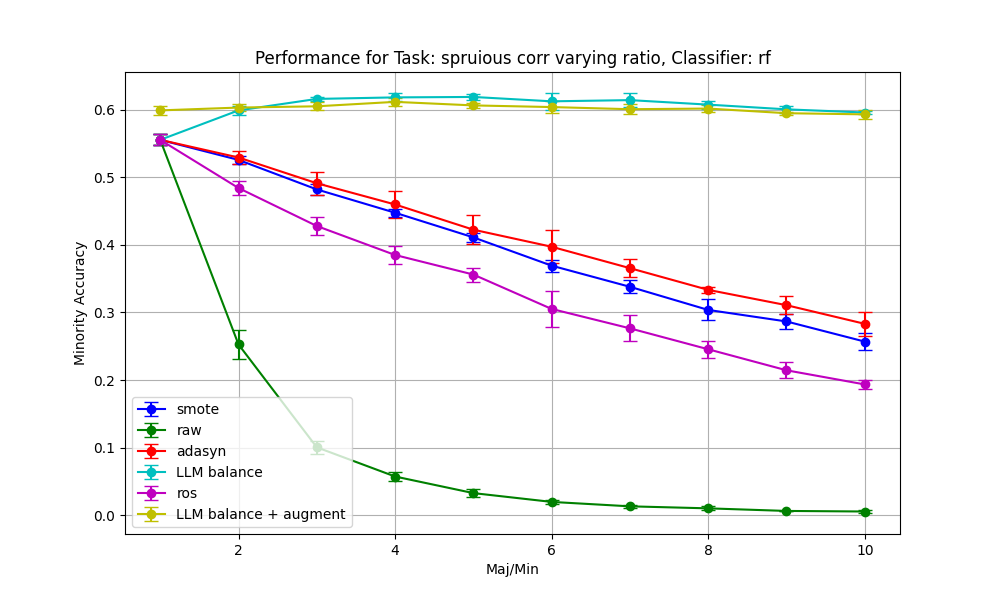 Performance for Task: spruious corr varying ratio, Classifier: rf
Minority Accuracy
0.6
0.5
0.4
0.3
0.2
0.1
0.0
smote
raw
adasyn
LLM balance
ros
LLM balance + augment
2 4 6 8 10
Maj/Min